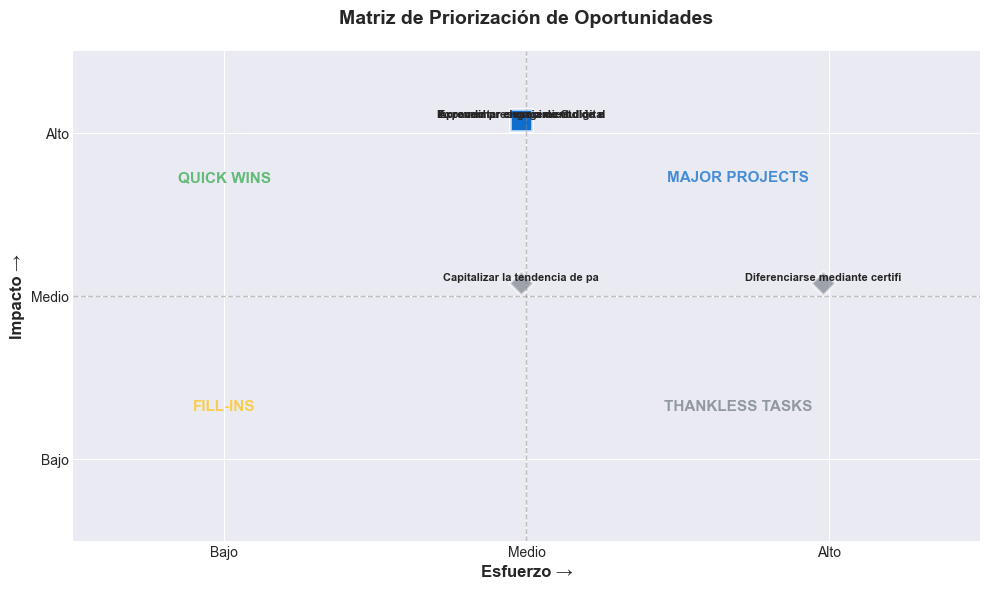 Matriz de Priorización de Oportunidades
Alto
QUICK WINS
MAJOR PROJECTS
Impacto →
Capitalizar la tendencia de pa
Diferenciarse mediante certifi
Medio
FILL-INS
THANKLESS TASKS
Bajo
Bajo
Medio
Alto
Esfuerzo →